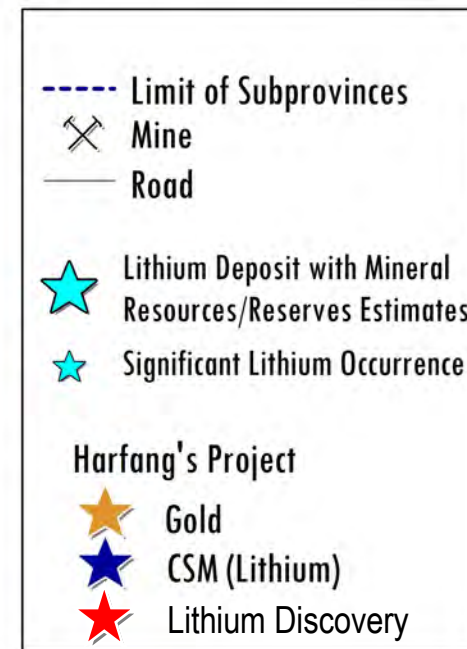 Limit of Subprovinces
Mine
Road
Lithium Deposit with Mineral
Resources/Reserves Estimates
Significant Lithium Occurrence
Harfang's Project
Gold
CSM (Lithium)
Lithium Discovery